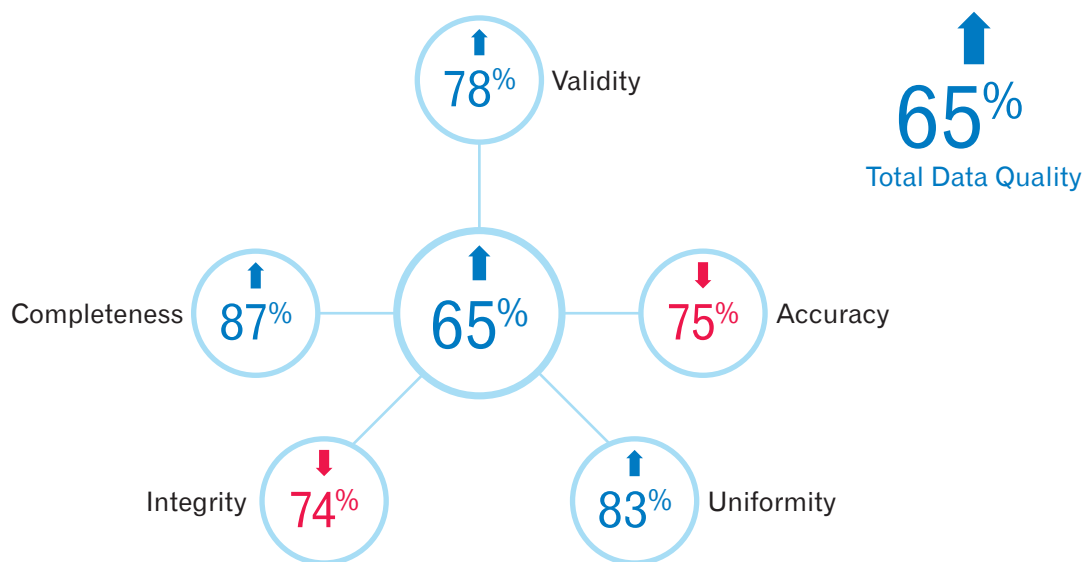 78% Validity
65%
Total Data Quality
Completeness 87%
65%
75% Accuracy
Integrity 74%
83% Uniformity